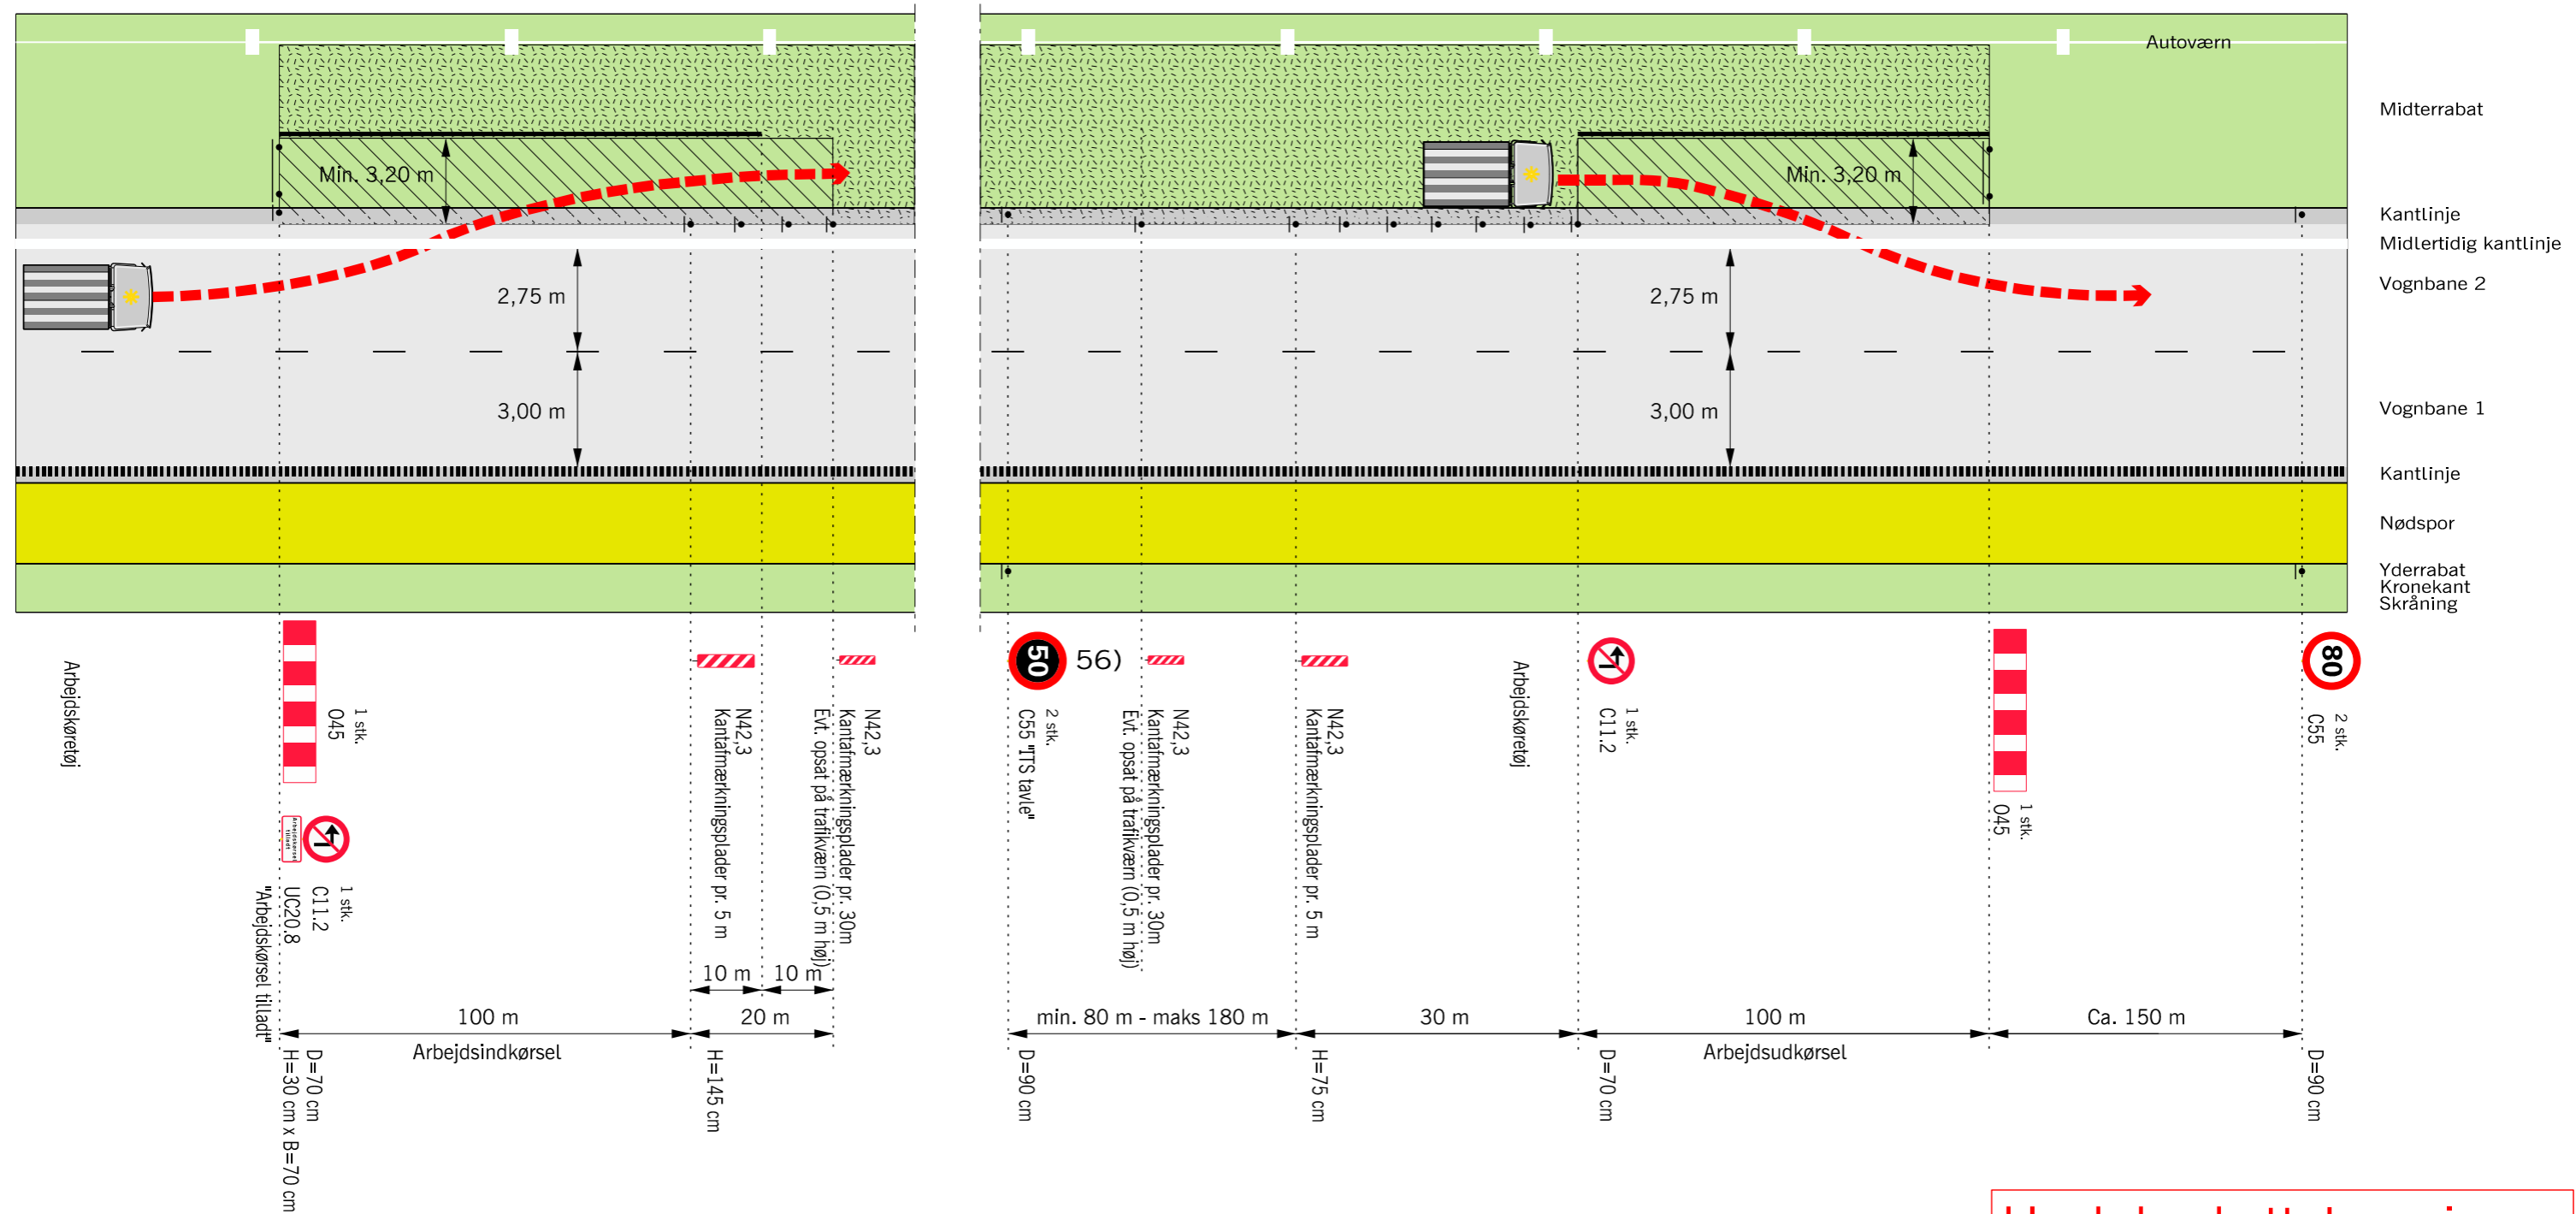 Autoværn
Midterrabat
Min. 3,20 m
Min. 3,20 m
Kantlinje
Midlertidig kantlinje
2,75 m
2,75 m
Vognbane 2
3,00 m
3,00 m
Vognbane 1
Kantlinje
Nødspor
Yderrabat
Kronekant
Skråning
Arbejdskøretøj
1 stk.
O45
Arbejdskørsel
tilladt
1 stk.
C11.2
UC20.8
"Arbejdskørsel tilladt"
N42,3
Kantafmærkningsplader pr. 5 m
N42,3
Kantafmærkningsplader pr. 30m
Evt. opsat på trafikværn (0,5 m høj)
50
56)
2 stk.
C55 "ITS tavle"
N42,3
Kantafmærkningsplader pr. 30m
Evt. opsat på trafikværn (0,5 m høj)
N42,3
Kantafmærkningsplader pr. 5 m
Arbejdskøretøj
1 stk.
C11.2
1 stk.
O45
80
2 stk.
C55
10 m
10 m
100 m
20 m
min. 80 m - maks 180 m
30 m
100 m
Ca. 150 m
Arbejdsindkørsel
Arbejdsudkørsel
D=70 cm
H=30 cm x B=70 cm
H=145 cm
D=90 cm
H=75 cm
D=70 cm
D=90 cm